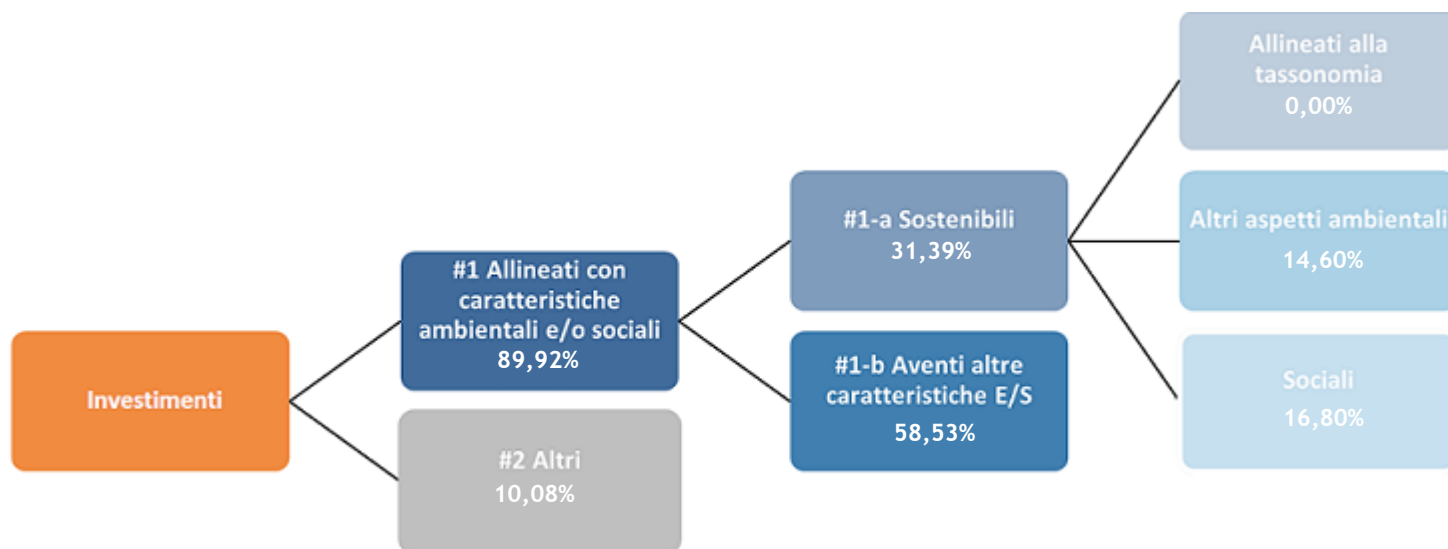 Investimenti
#1 Allineati con
caratteristiche
ambientali e/o sociali
89,92%
#2 Altri
10,08%
#1-a Sostenibili
31,39%
#1-b Aventi altre
caratteristiche E/S
58,53%
Allineati alla
tassonomia
0,00%
Altri aspetti ambientali
14,60%
Sociali
16,80%